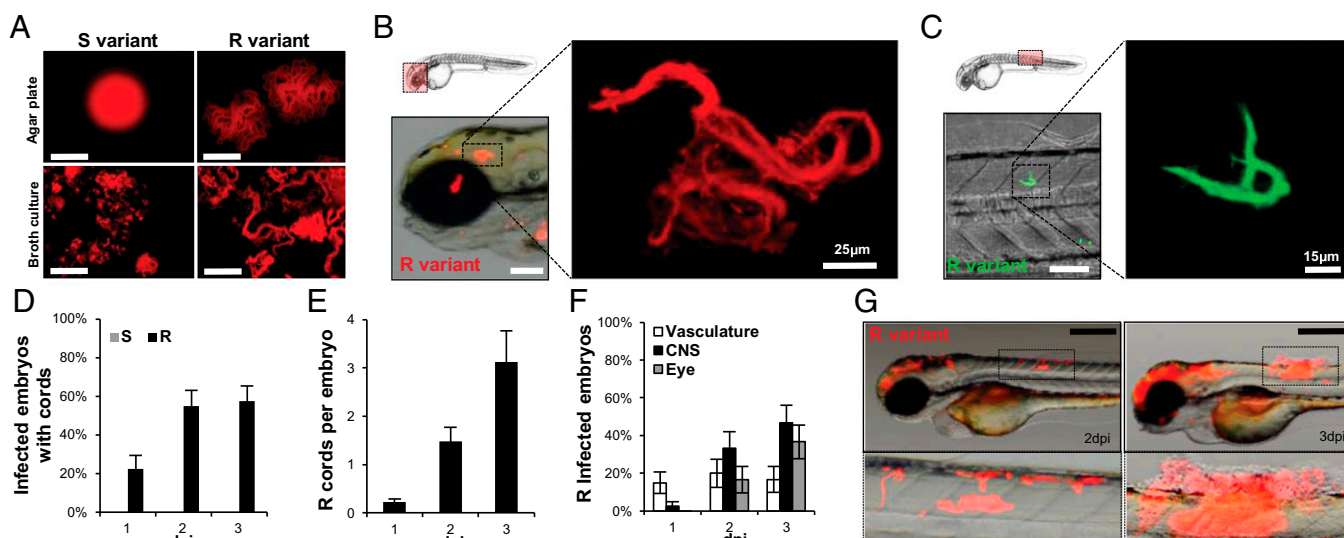 A
S variant
R variant
Agar plate
Broth culture
B
R variant
25µm
C
R variant
15µm
D
Infected embryos
with cords
100%
80%
60%
40%
20%
0%
S
R
1
2
3
E
R cords per embryo
4
3
2
1
0
1
2
3
F
R Infected embryos
100%
80%
60%
40%
20%
0%
Vasculature
CNS
Eye
1
2
3
dpi
G
R variant
2dpi
3dpi